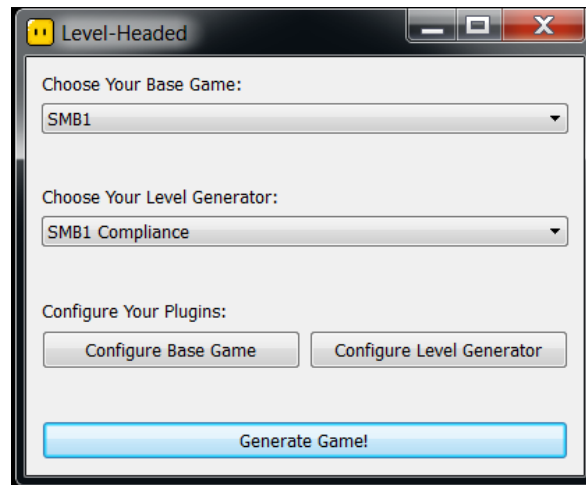 Level-Headed
Choose Your Base Game:
SMB1
Choose Your Level Generator:
SMB1 Compliance
Configure Your Plugins:
Configure Base Game Configure Level Generator
Generate Game!